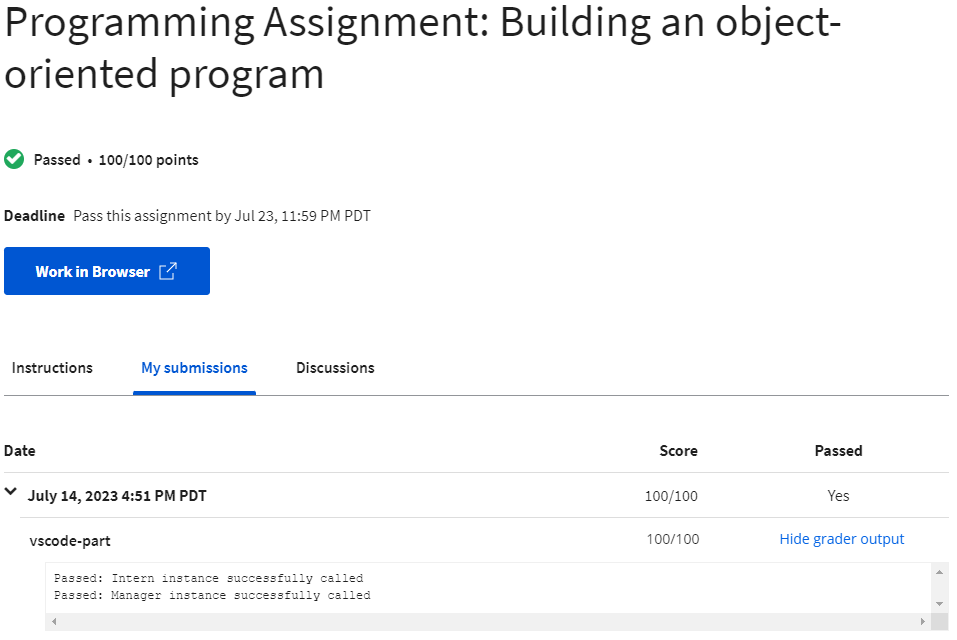 Programming Assignment: Building an object-
oriented program
Passed • 100/100 points
Deadline Pass this assignment by Jul 23, 11:59 PM PDT
Work in Browser
Instructions My submissions Discussions
Date Score Passed
July 14, 2023 4:51 PM PDT 100/100 Yes
vscode-part 100/100 Hide grader output
Passed: Intern instance successfully called
Passed: Manager instance successfully called